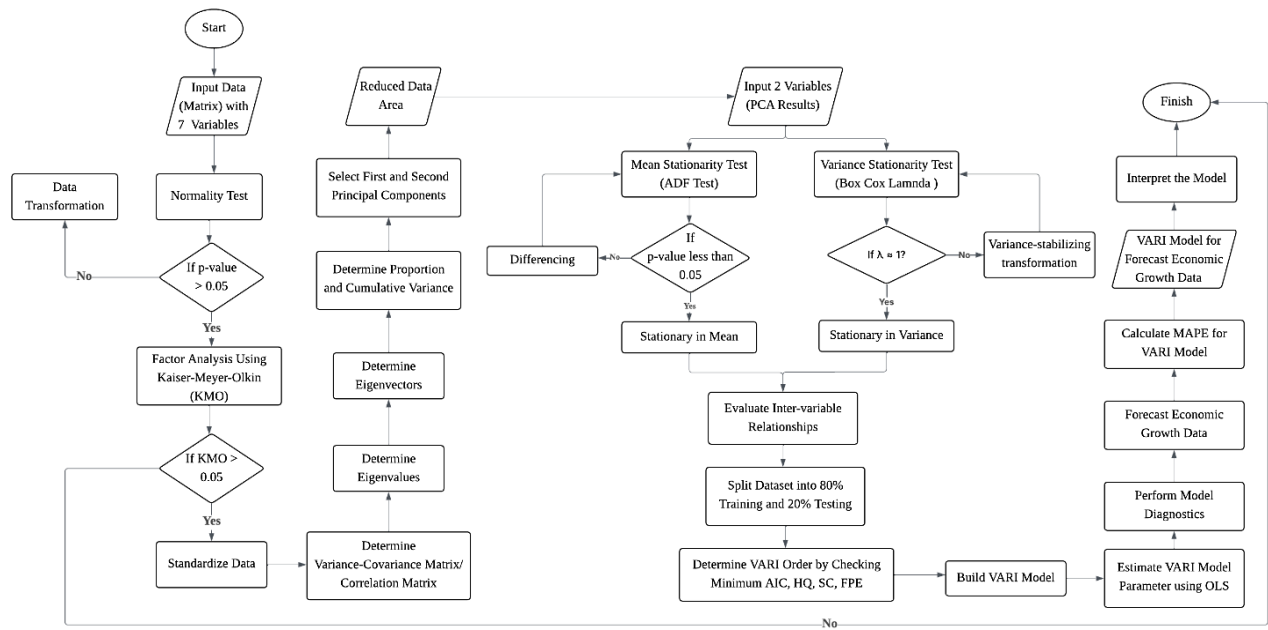 Start
Input Data
(Matrix) with
7 Variables
Normality Test
Data
Transformation
If p-value
> 0.05
No
Yes
Factor Analysis Using
Kaiser-Meyer-Olkin
(KMO)
If KMO >
0.05
Yes
Standardize Data
Determine
Variance-Covariance Matrix/
Correlation Matrix
Determine
Eigenvalues
Determine
Eigenvectors
Determine Proportion
and Cumulative Variance
Select First and Second
Principal Components
Reduced Data
Area
Input 2 Variables
(PCA Results)
Mean Stationarity Test
(ADF Test)
If
p-value less than
0.05
No
Differencing
Yes
Stationary in Mean
Variance Stationarity Test
(Box Cox Lamnda )
If λ = 1?
No
Variance-stabilizing
transformation
Yes
Stationary in Variance
Evaluate Inter-variable
Relationships
Split Dataset into 80%
Training and 20% Testing
Determine VARI Order by Checking
Minimum AIC, HQ, SC, FPE
Build VARI Model
Estimate VARI Model
Parameter using OLS
Perform Model
Diagnostics
Forecast Economic
Growth Data
Calculate MAPE for
VARI Model
VARI Model for
Forecast Economic
Growth Data
Interpret the Model
Finish
No